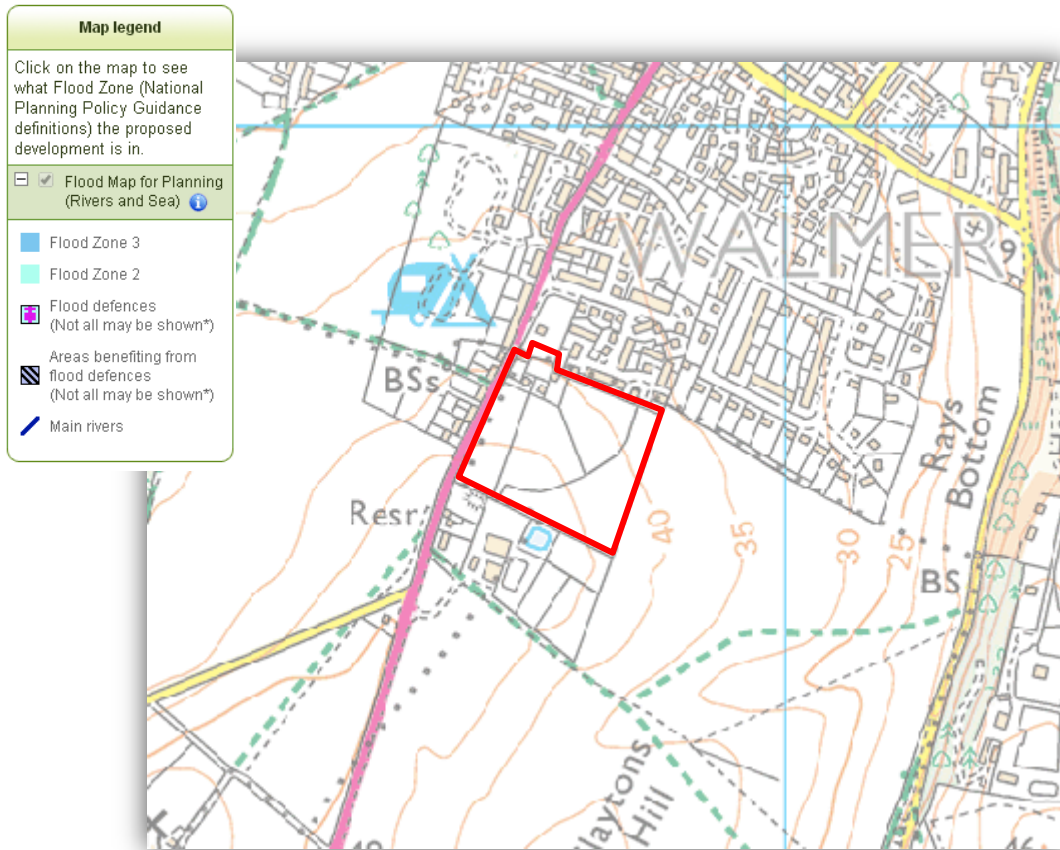 Map legend
Click on the map to see
what Flood Zone (National
Planning Policy Guidance
definitions) the proposed
development is in.
Flood Map for Planning
(Rivers and Sea)
Flood Zone 3
Flood Zone 2
Flood defences
(Not all may be shown*)
Areas benefiting from
flood defences
(Not all may be shown*)
Main rivers
WALMER
4
9
BSs
Rays
Bottom
Resr
40
35
30
25
BS
Hill
46